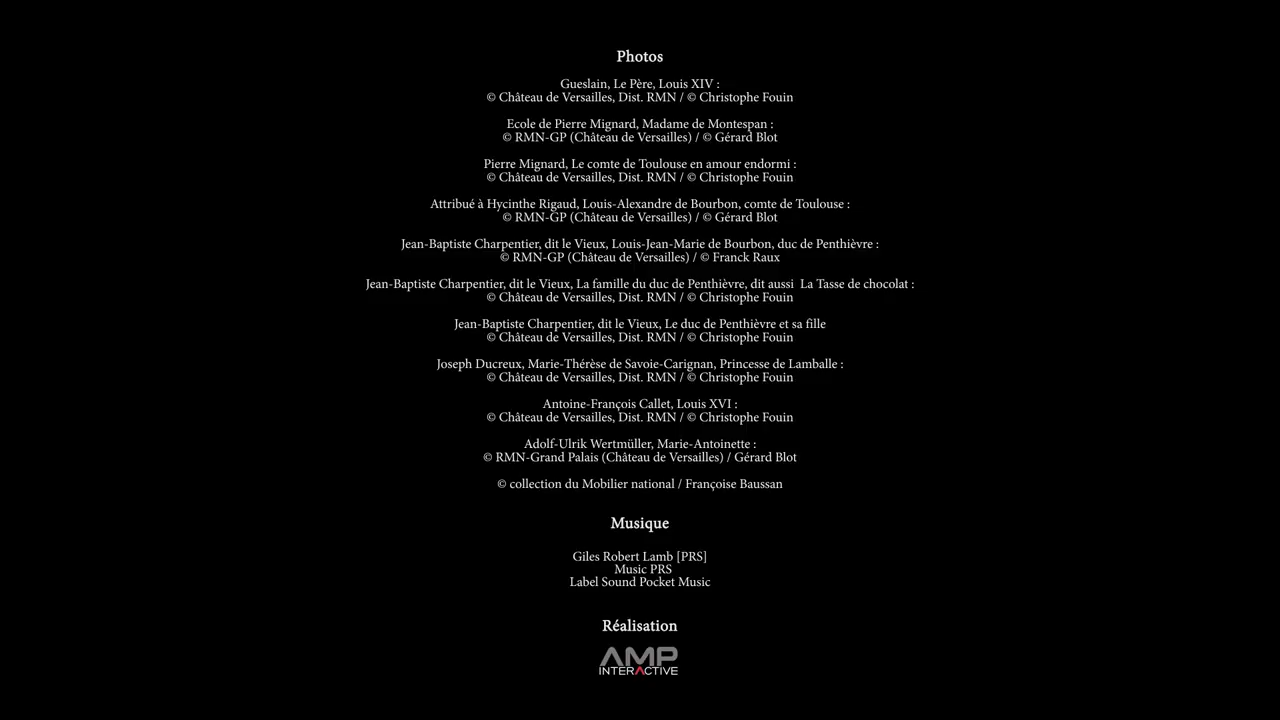 Photos
Gueslain, Le Père, Louis XIV :
© Château de Versailles, Dist. RMN / © Christophe Fouin
Ecole de Pierre Mignard, Madame de Montespan :
© RMN-GP (Château de Versailles) / © Gérard Blot
Pierre Mignard, Le comte de Toulouse en amour endormi :
© Château de Versailles, Dist. RMN / © Christophe Fouin
Attribué à Hycinthe Rigaud, Louis-Alexandre de Bourbon, comte de Toulouse :
© RMN-GP (Château de Versailles) / © Gérard Blot
Jean-Baptiste Charpentier, dit le Vieux, Louis-Jean-Marie de Bourbon, duc de Penthièvre :
© RMN-GP (Château de Versailles) / © Franck Raux
Jean-Baptiste Charpentier, dit le Vieux, La famille du duc de Penthièvre, dit aussi  La Tasse de chocolat :
© Château de Versailles, Dist. RMN / © Christophe Fouin
Jean-Baptiste Charpentier, dit le Vieux, Le duc de Penthièvre et sa fille
© Château de Versailles, Dist. RMN / © Christophe Fouin
Joseph Ducreux, Marie-Thérèse de Savoie-Carignan, Princesse de Lamballe :
© Château de Versailles, Dist. RMN / © Christophe Fouin
Antoine-François Callet, Louis XVI :
© Château de Versailles, Dist. RMN / © Christophe Fouin
Adolf-Ulrik Wertmüller, Marie-Antoinette :
© RMN-Grand Palais (Château de Versailles) / Gérard Blot
© collection du Mobilier national / Françoise Baussan
Musique
Giles Robert Lamb [PRS]
Music PRS
Label Sound Pocket Music
Réalisation
AMP
INTERACTIVE